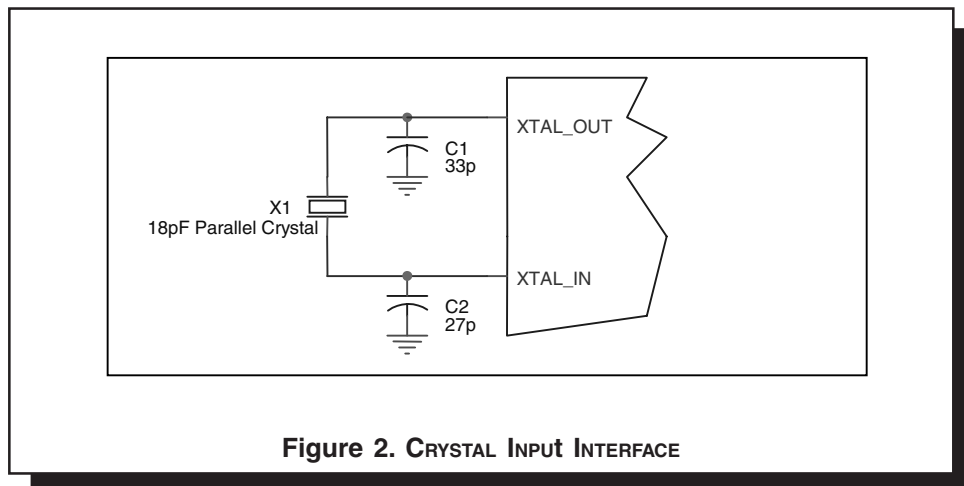 XTAL_OUT
C1
33p
X1
18pF Parallel Crystal
XTAL_IN
C2
27p
Figure 2. CRYSTAL INPUt INTERFACE